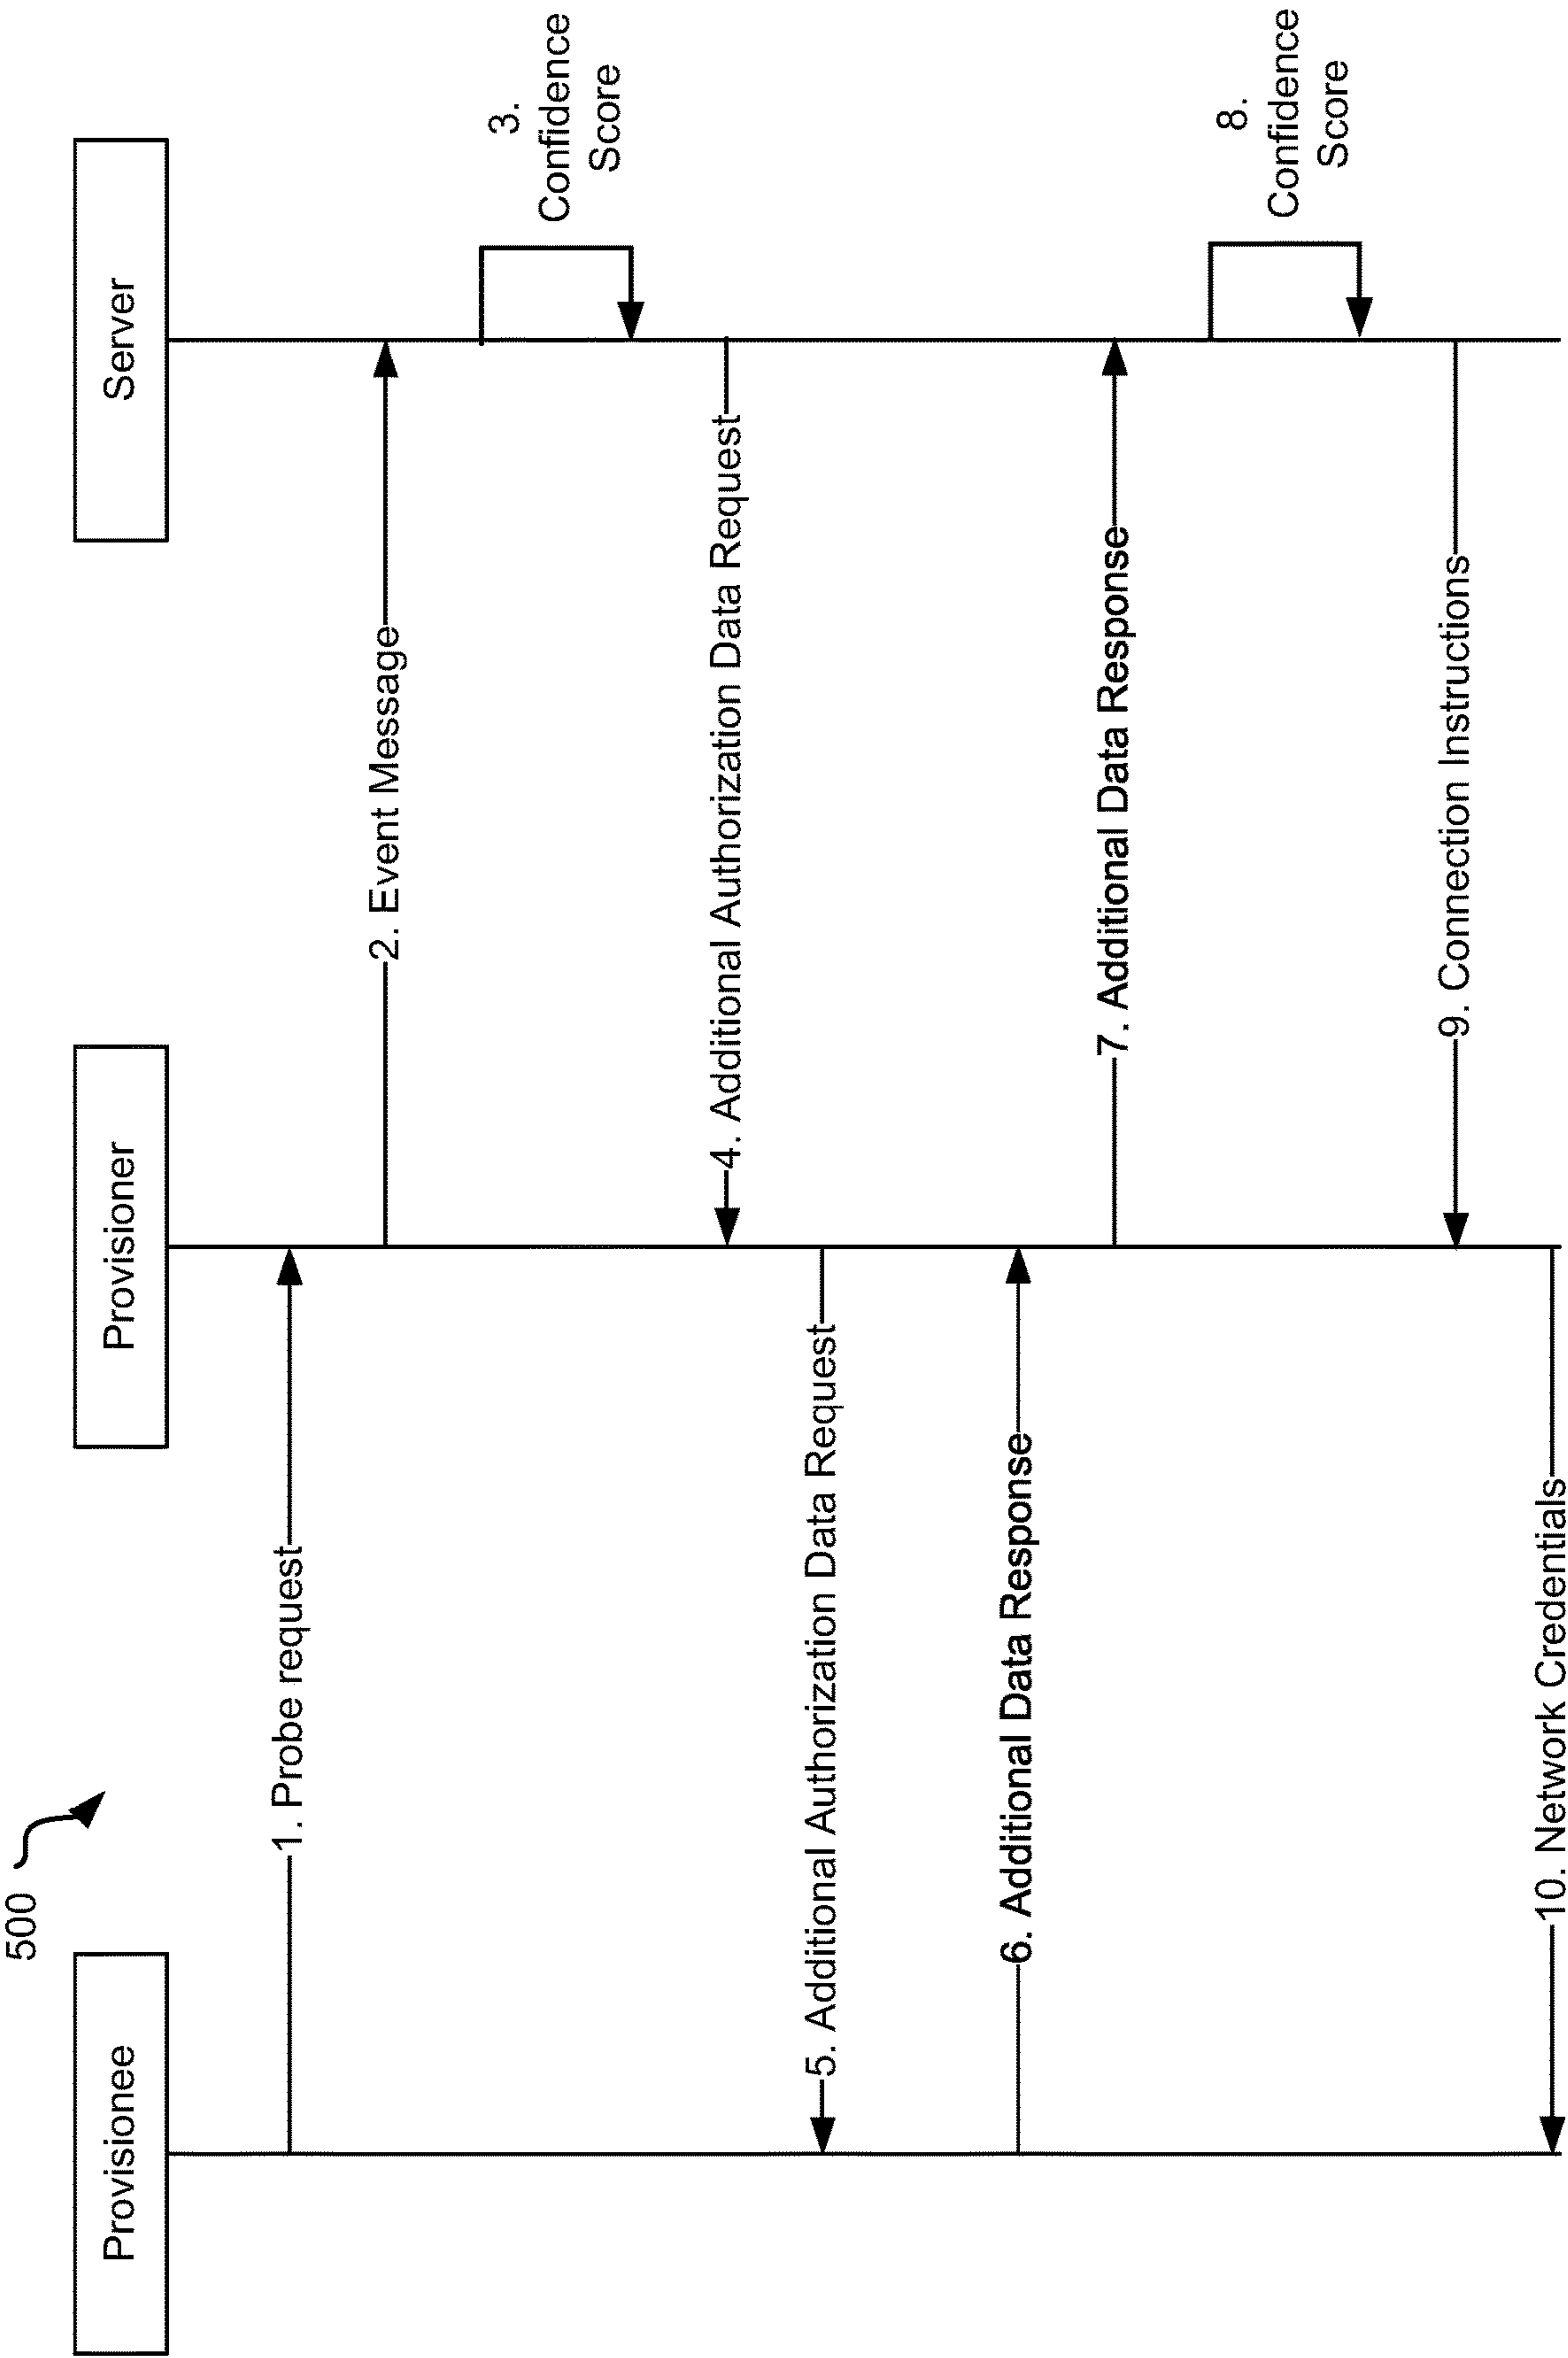 500
Provisionee
Provisioner
Server
1. Probe request
2. Event Message
3.
Confidence
Score
4. Additional Authorization Data Request
5. Additional Authorization Data Request
6. Additional Data Response
7. Additional Data Response
8.
Confidence
Score
9. Connection Instructions
10. Network Credentials